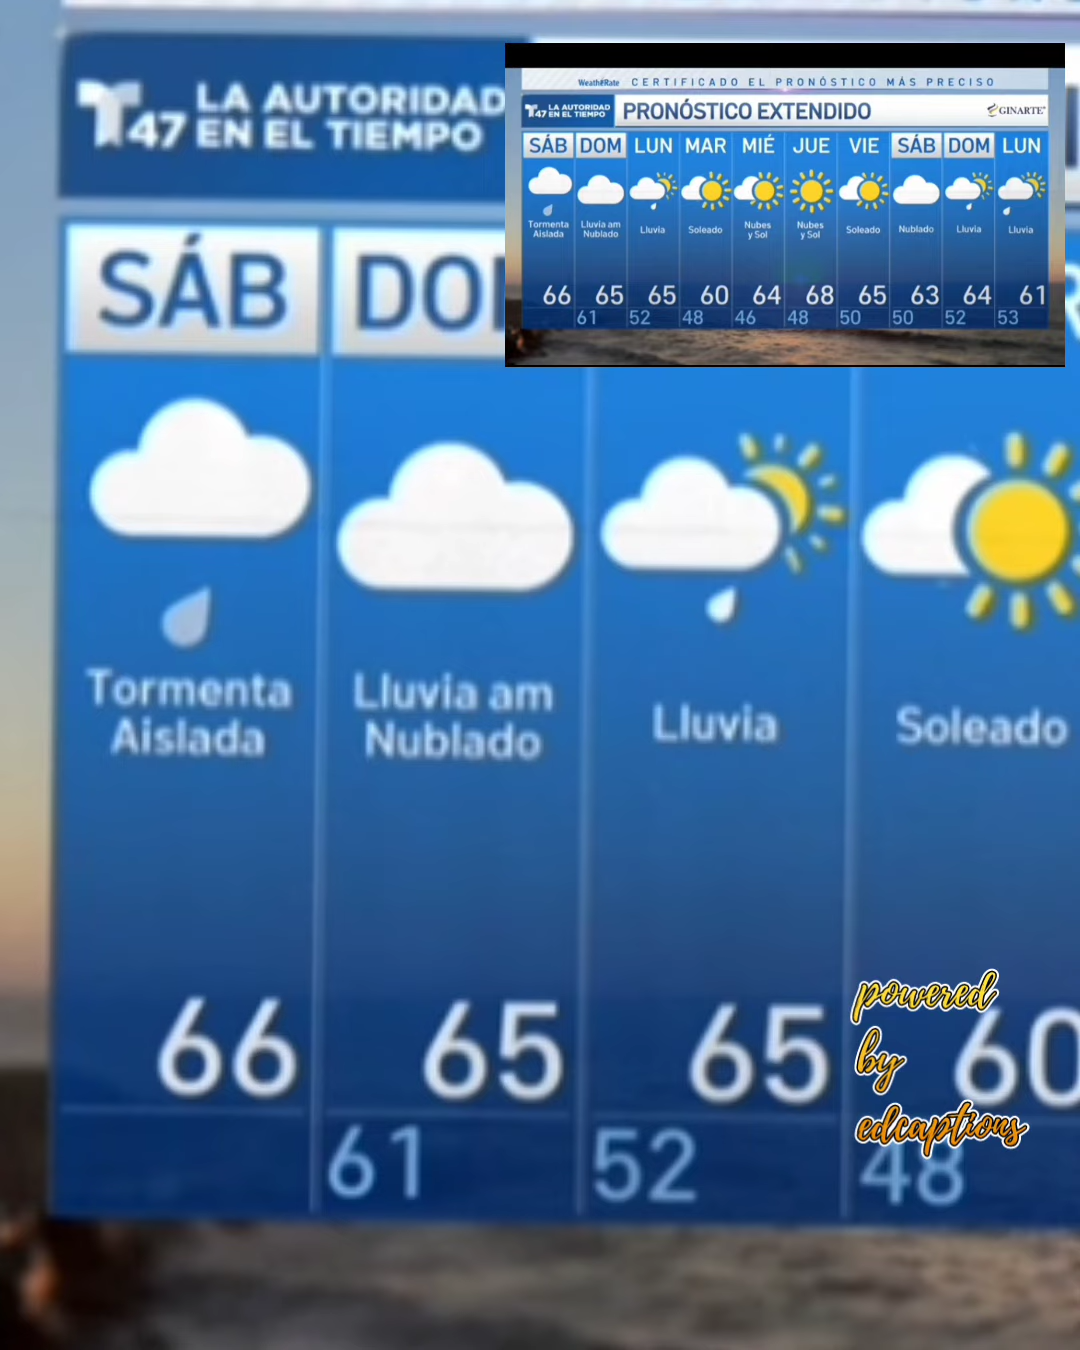 LA AUTORIDAD
47 EN EL TIEMPO
SÁB
Tormenta
Aislada
66
Lluvia am
Nublado
65
61
Lluvia
65
52
Soleado
60
48
WeatheRate CERTIFICADO EL PRONÓSTICO MÁS PRECISO
47 LA AUTORIDAD
EN EL TIEMPO
PRONÓSTICO EXTENDIDO
GINARTE
SÁB DOM LUN MAR MIÉ JUE VIE SÁB DOM LUN
Tormenta
Aislada
Lluvia am
Nublado
Lluvia
Soleado
Nubes
y Sol
Nubes
y Sol
Soleado
Nublado
Lluvia
Lluvia
66 65 65 60 64 68 65 63 64 61
61 52 48 46 48 50 50 52 53
powered
by
edcaptions